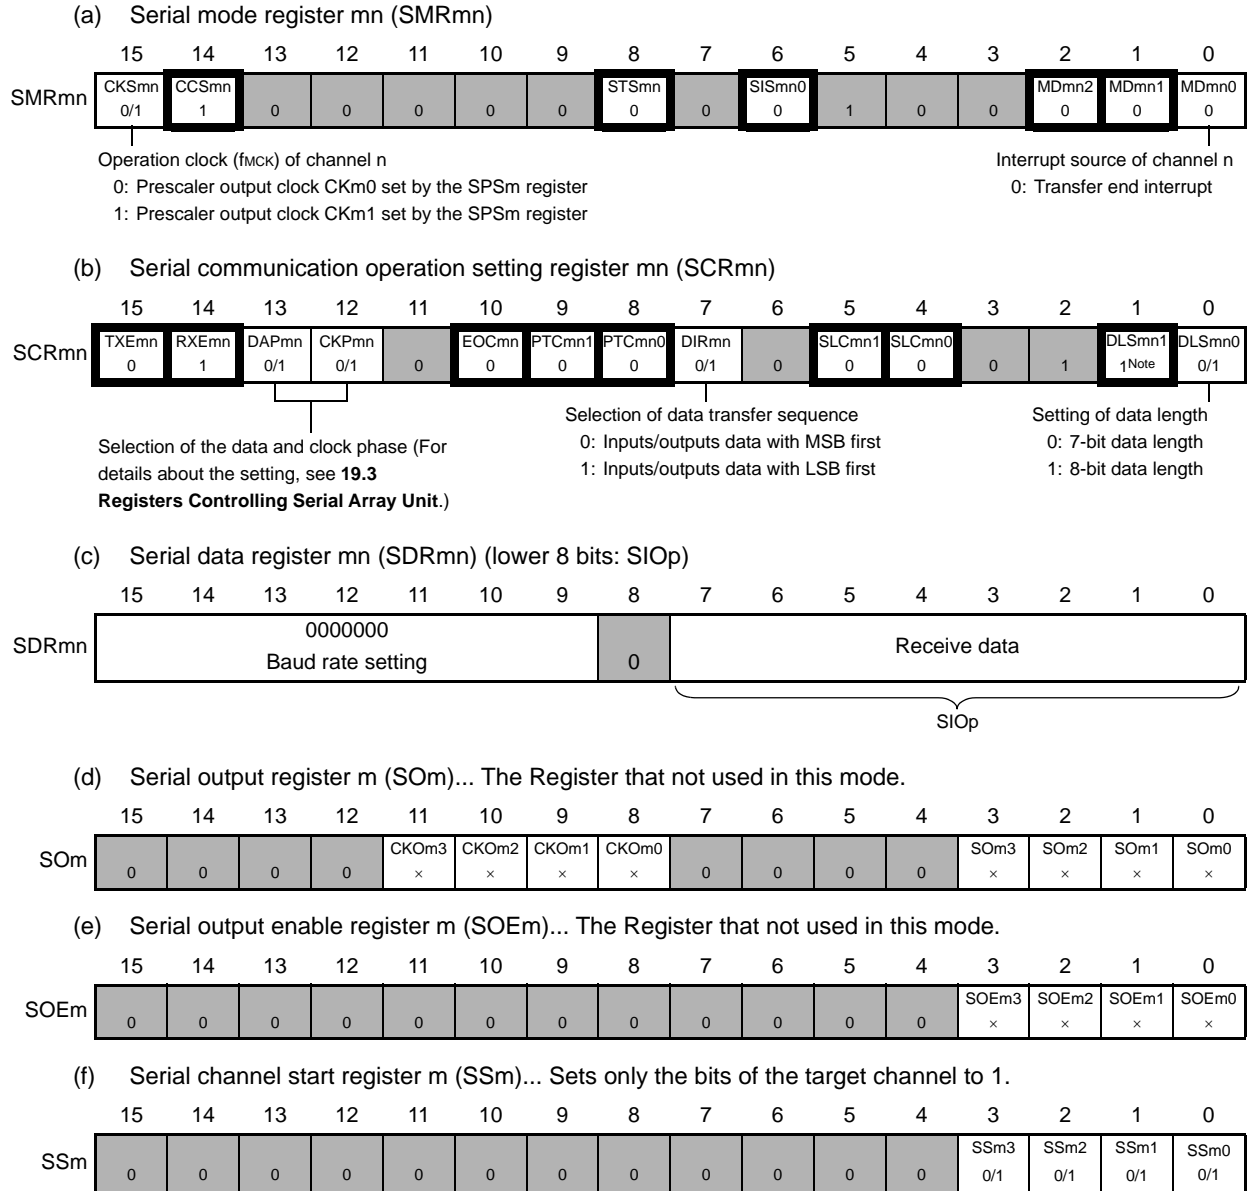 (a) Serial mode register mn (SMRmn)
15 14 13 12 11 10 9 8 7 6 5 4 3 2 1 0
SMRmn
CKSmn CCSmn STSmn SISmn0 MDmn2 MDmn1 MDmn0
0/1 1 0 0 0 0 0 0 0 0 1 0 0 0 0 0
Operation clock (fMCK) of channel n
0: Prescaler output clock CKm0 set by the SPSm register
1: Prescaler output clock CKm1 set by the SPSm register
Interrupt source of channel n
0: Transfer end interrupt
(b) Serial communication operation setting register mn (SCRmn)
15 14 13 12 11 10 9 8 7 6 5 4 3 2 1 0
SCRmn
TXEmn RXEmn DAPmn CKPmn EOCmn PTCmn1 PTCmn0 DIRmn SLCmn1 SLCmn0 DLSmn1 DLSmn0
0 1 0/1 0/1 0 0 0 0 0/1 0 0 0 0 1 1Note 0/1
Selection of the data and clock phase (For
details about the setting, see 19.3
Registers Controlling Serial Array Unit.)
Selection of data transfer sequence
0: Inputs/outputs data with MSB first
1: Inputs/outputs data with LSB first
Setting of data length
0: 7-bit data length
1: 8-bit data length
(c) Serial data register mn (SDRmn) (lower 8 bits: SIOp)
15 14 13 12 11 10 9 8 7 6 5 4 3 2 1 0
SDRmn
0000000
Baud rate setting
0
Receive data
SIOp
(d) Serial output register m (SOm)... The Register that not used in this mode.
15 14 13 12 11 10 9 8 7 6 5 4 3 2 1 0
SOm
CKOm3 CKOm2 CKOm1 CKOm0 SOm3 SOm2 SOm1 SOm0
0 0 0 0 × × × × 0 0 0 0 × × × ×
(e) Serial output enable register m (SOEm)... The Register that not used in this mode.
15 14 13 12 11 10 9 8 7 6 5 4 3 2 1 0
SOEm
SOEm3 SOEm2 SOEm1 SOEm0
0 0 0 0 0 0 0 0 0 0 0 0 × × × ×
(f) Serial channel start register m (SSm)... Sets only the bits of the target channel to 1.
15 14 13 12 11 10 9 8 7 6 5 4 3 2 1 0
SSm
SSm3 SSm2 SSm1 SSm0
0 0 0 0 0 0 0 0 0 0 0 0 0/1 0/1 0/1 0/1